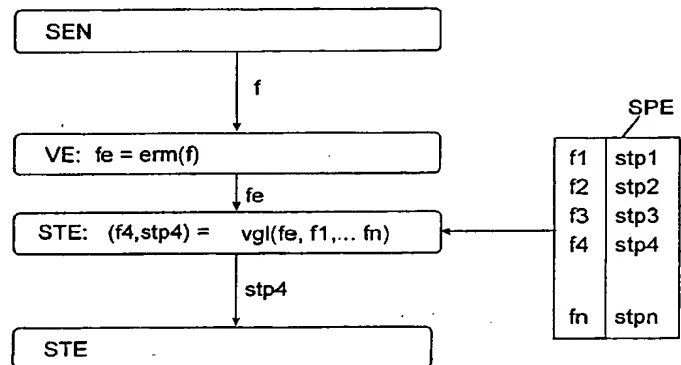 SEN
f
SPE
VE: fe = erm(f)
f1 stp1
f2 stp2
f3 stp3
f4 stp4
fn stpn
fe
STE: (f4,stp4) = vgl(fe, f1,... fn)
stp4
STE